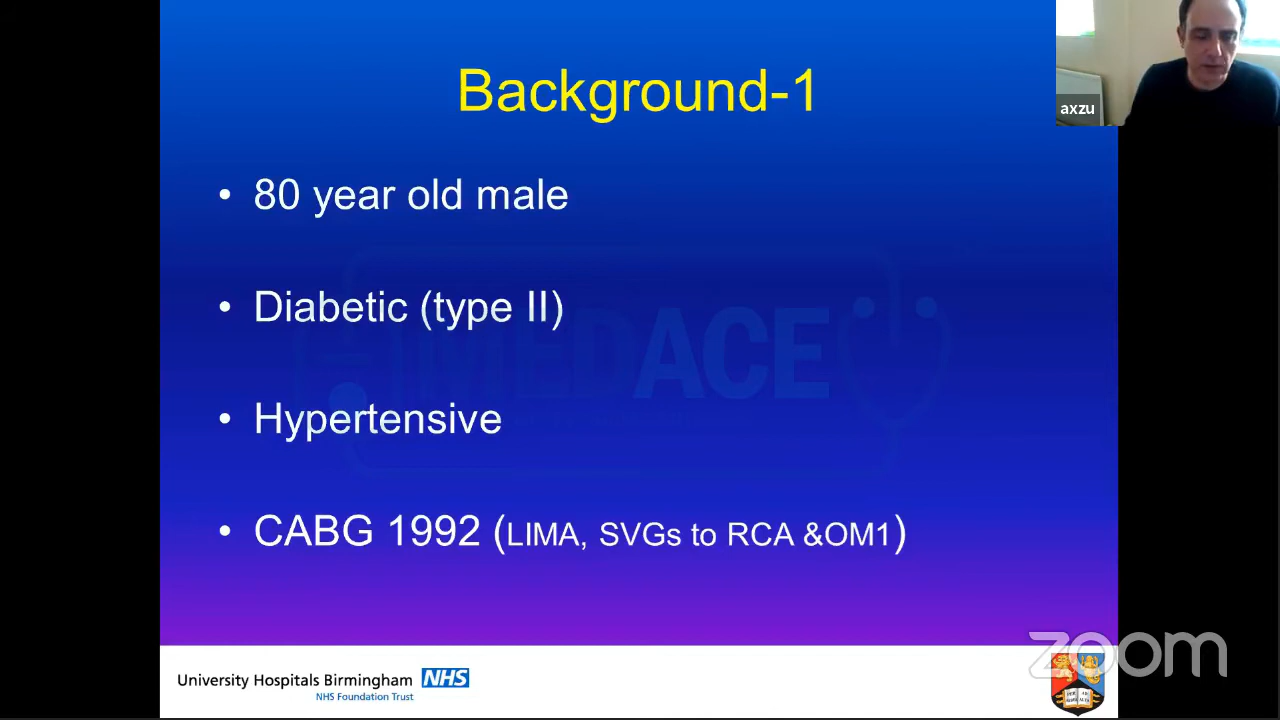 Background-1
axzu
• 80 year old male
• Diabetic (type II)
MEDACE
• Hypertensive
• CABG 1992 (LIMA, SVGs to RCA &OM1)
zoom
University Hospitals Birmingham NHS
NHS Foundation Trust